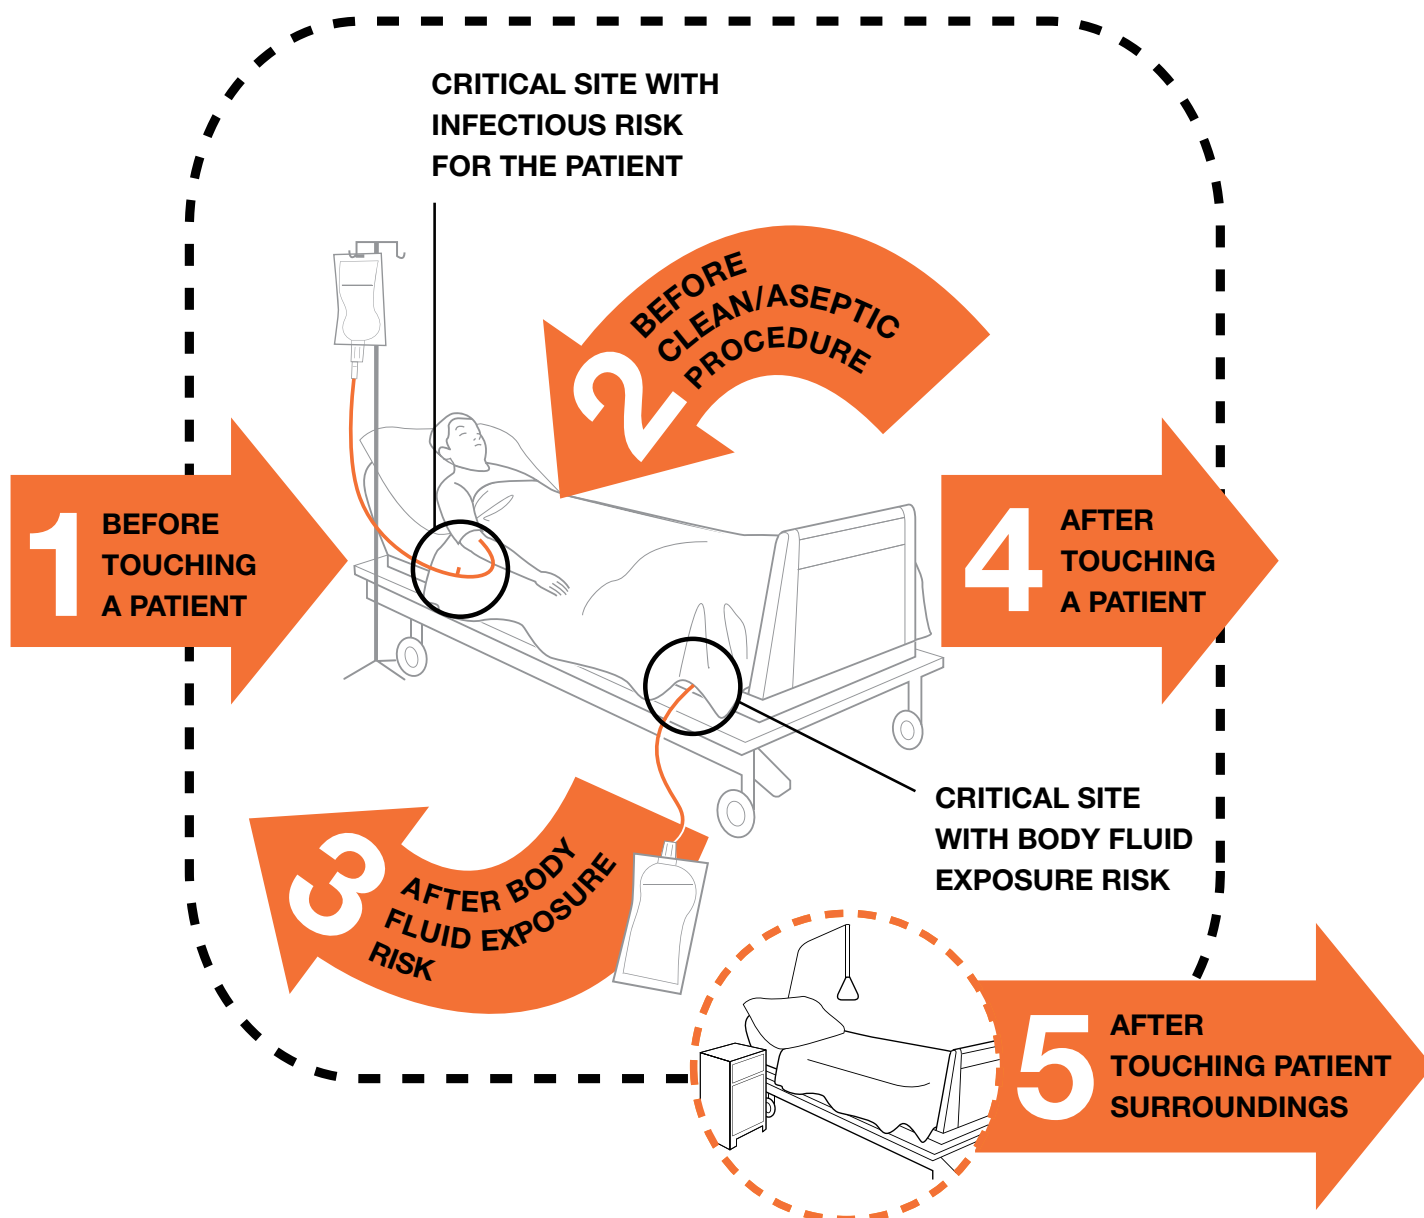 CRITICAL SITE WITH
INFECTIOUS RISK
FOR THE PATIENT
1
BEFORE
TOUCHING
A PATIENT
2
BEFORE
CLEAN/ASEPTIC
PROCEDURE
3
AFTER BODY
FLUID EXPOSURE
RISK
4
AFTER
TOUCHING
A PATIENT
CRITICAL SITE
WITH BODY FLUID
EXPOSURE RISK
5
AFTER
TOUCHING PATIENT
SURROUNDINGS